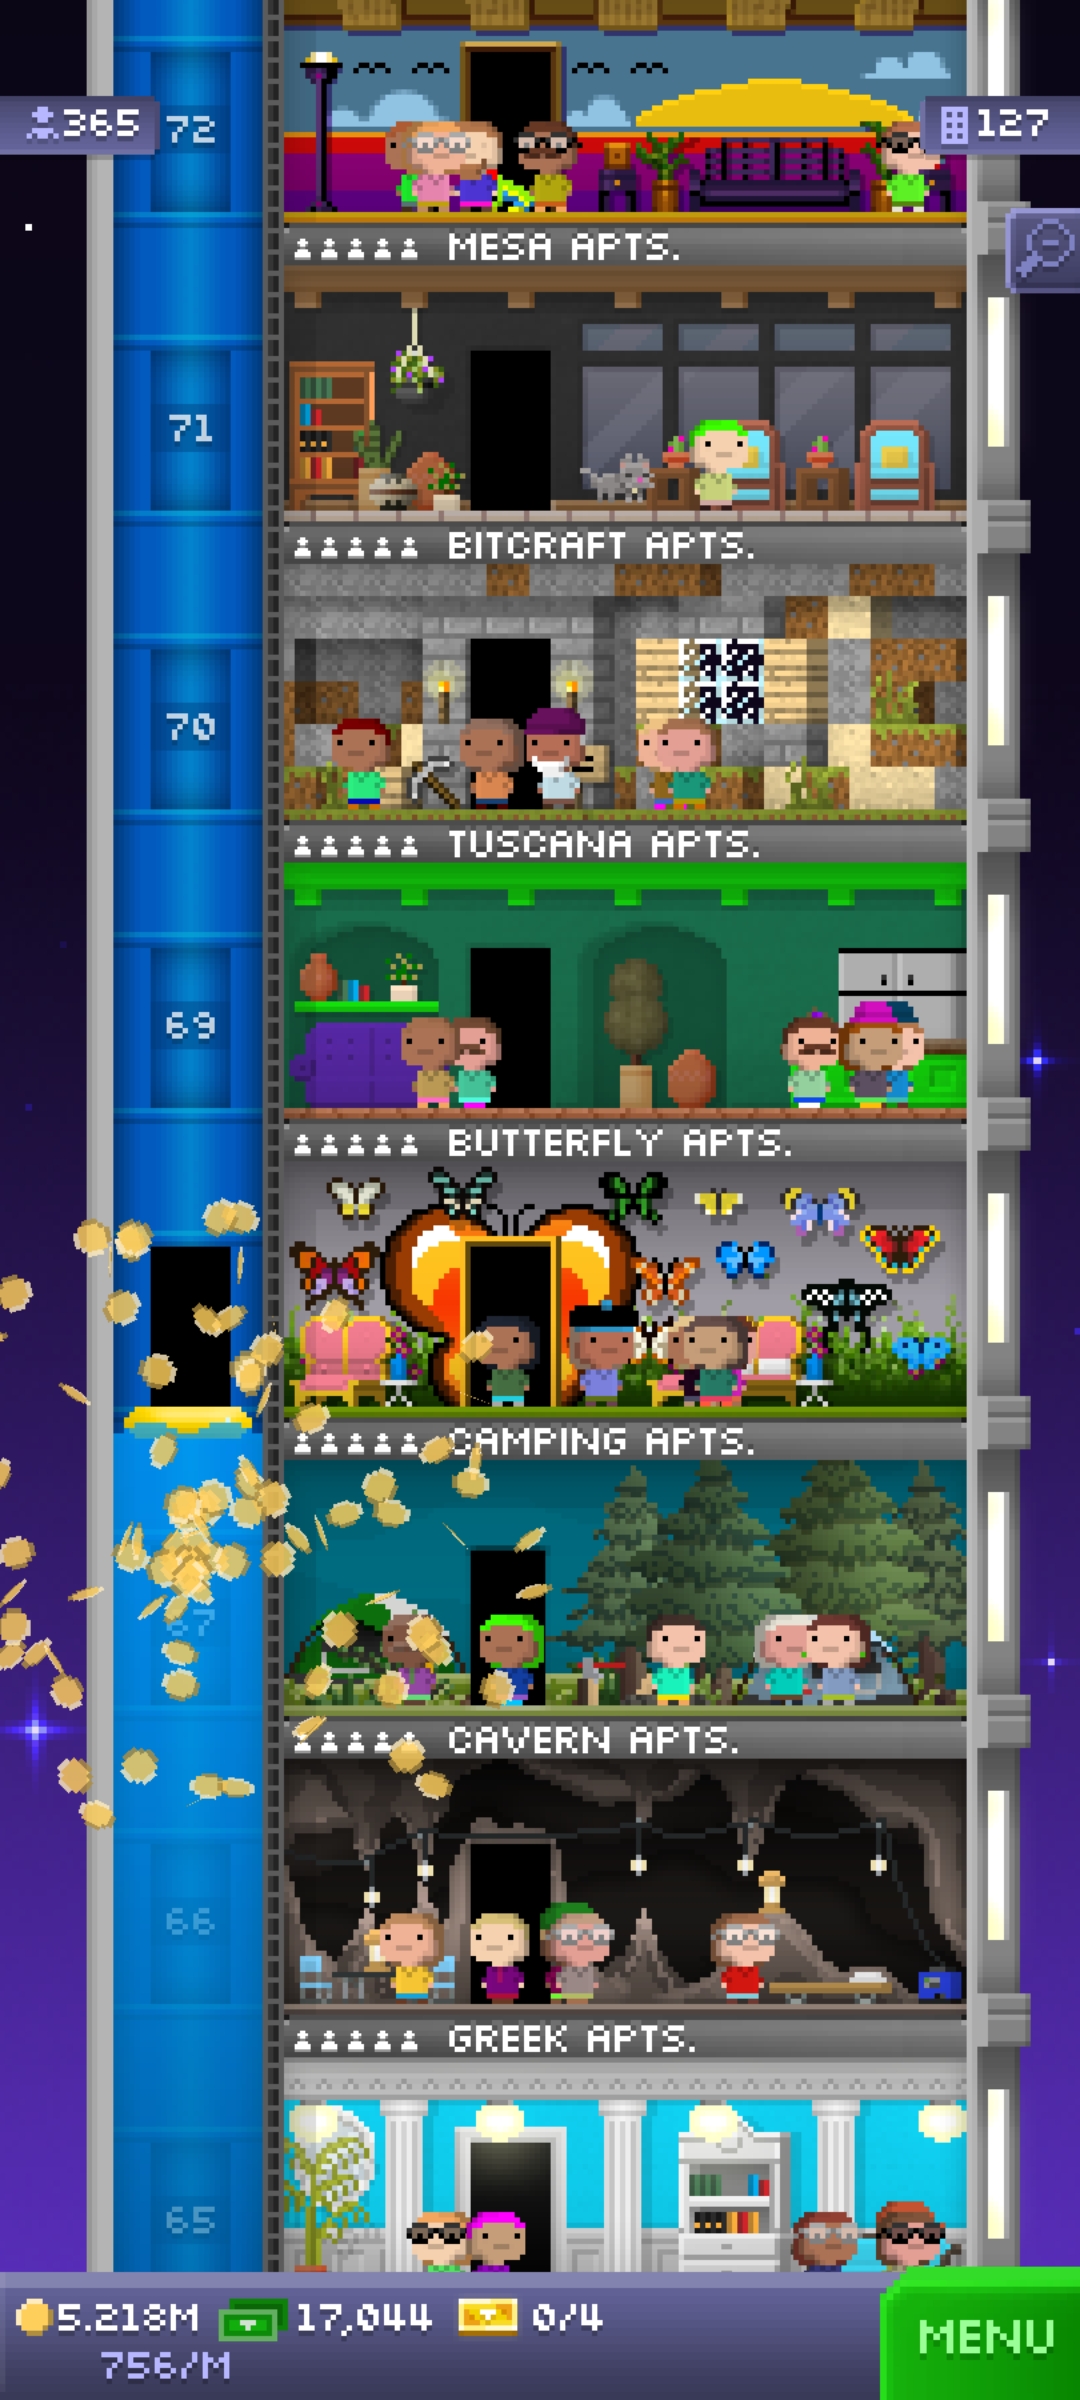 365
72
127
MESA APTS.
71
BITCRAFT APTS.
70
TUSCANA APTS.
69
BUTTERFLY APTS.
CAMPING APTS.
67
CAVERN APTS.
66
GREEK APTS.
65
5.218M 17,044 0/4
756/M
MENU